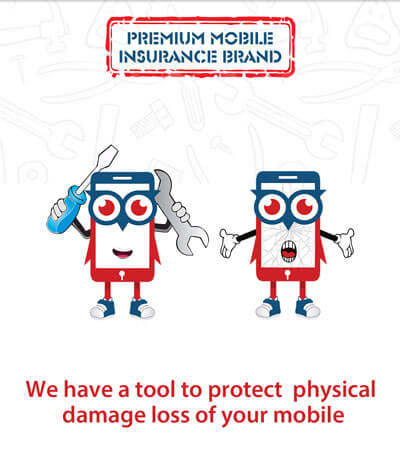 PREMIUM MOBILE
INSURANCE BRAND
We have a tool to protect  physical
damage loss of your mobile